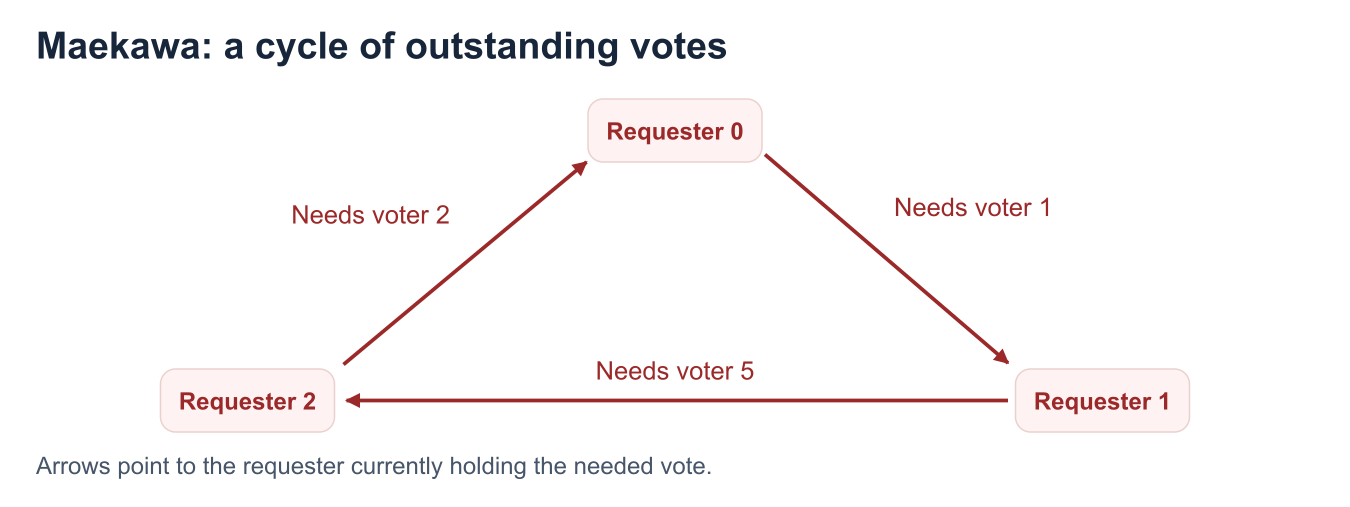 Maekawa: a cycle of outstanding votes
Requester 0
Needs voter 2
Needs voter 1
Needs voter 5
Requester 2
Requester 1
Arrows point to the requester currently holding the needed vote.